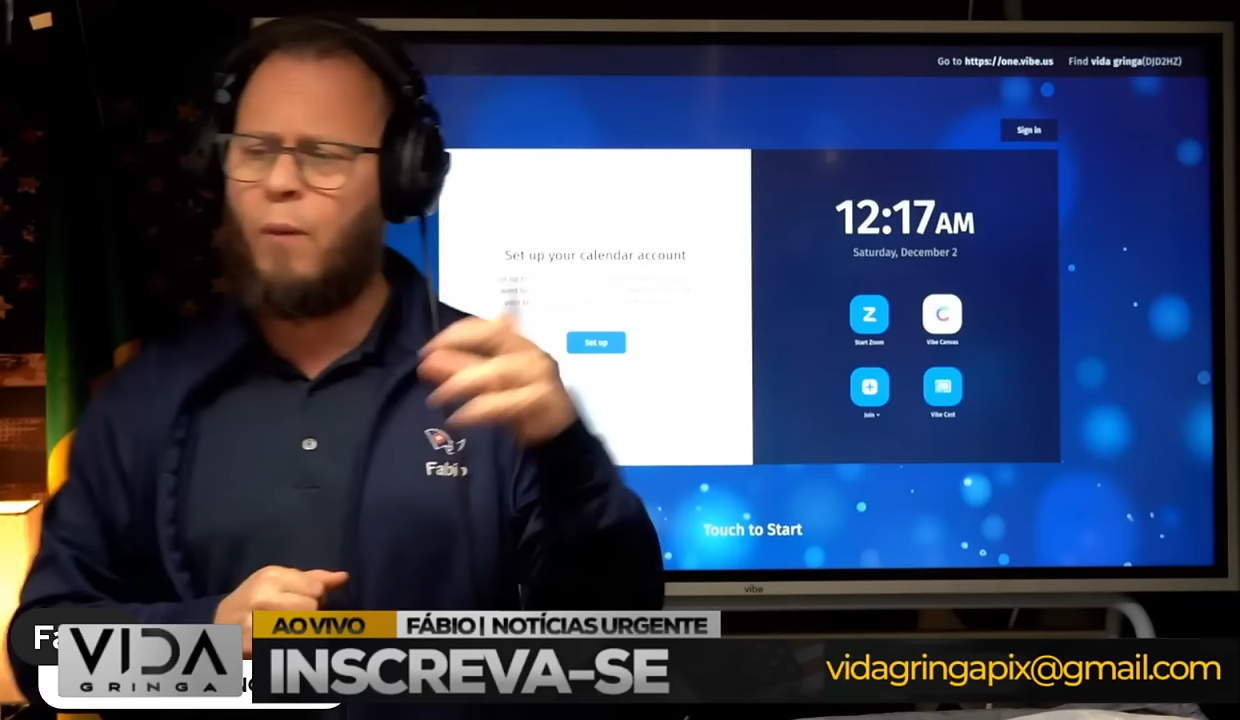 Go to https://one.vibe.us Find vida gringa(DJD2HZ)
Sign in
12:17AM
Saturday, December 2
Set up your calendar account
Set up
Start Zoom
Vibe Canvas
Join
Vibe Cast
Touch to Start
vibe
Fabi
Fa
VIDA
GRINGA
AO VIVO
FÁBIO | NOTÍCIAS URGENTE
INSCREVA-SE
vidagringapix@gmail.com